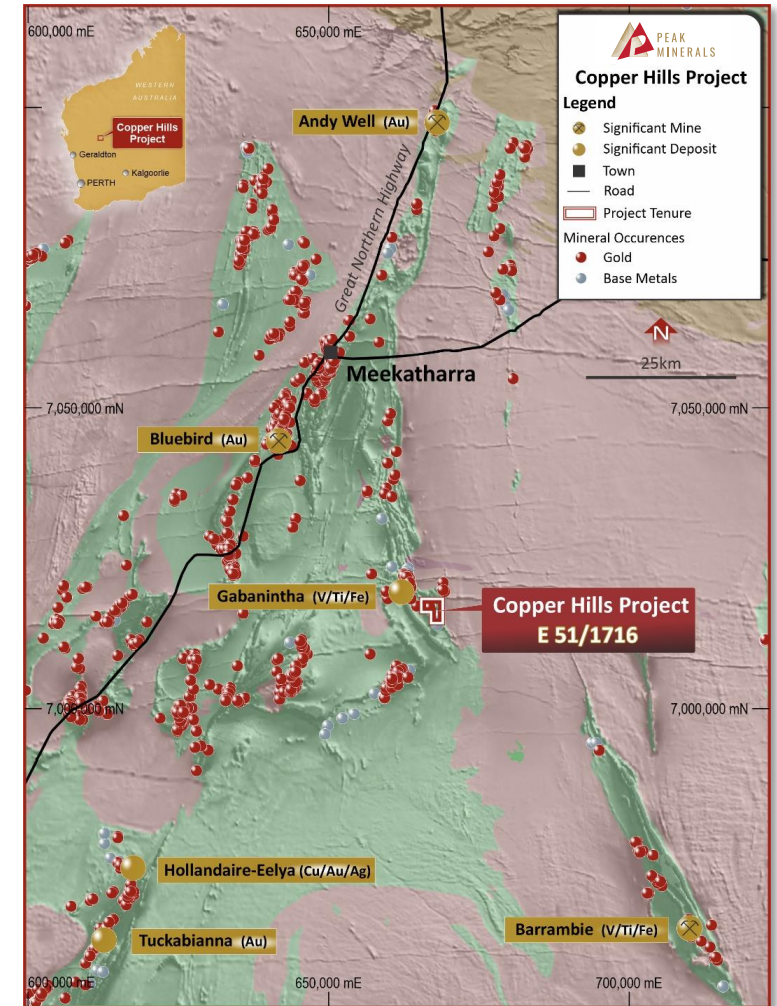 600,000 mE
650,000 mE
WESTERN
AUSTRALIA
Copper Hills
Project
Geraldton
Kalgoorlie
PERTH
PEAK
MINERALS
Copper Hills Project
Legend
Significant Mine
Significant Deposit
Town
Road
Project Tenure
Mineral Occurences
Gold
Base Metals
N
25km
Andy Well (Au)
Great Northern Highway
Meekatharra
7,050,000 mN
7,050,000 mN
Bluebird (Au)
Gabanintha (V/Ti/Fe)
Copper Hills Project
E 51/1716
7,000,000 mN
7,000,000 mN
Hollandaire-Eelya (Cu/Au/Ag)
Barrambie (V/Ti/Fe)
Tuckabianna (Au)
600,000 mE
650,000 mE
700,000 mE